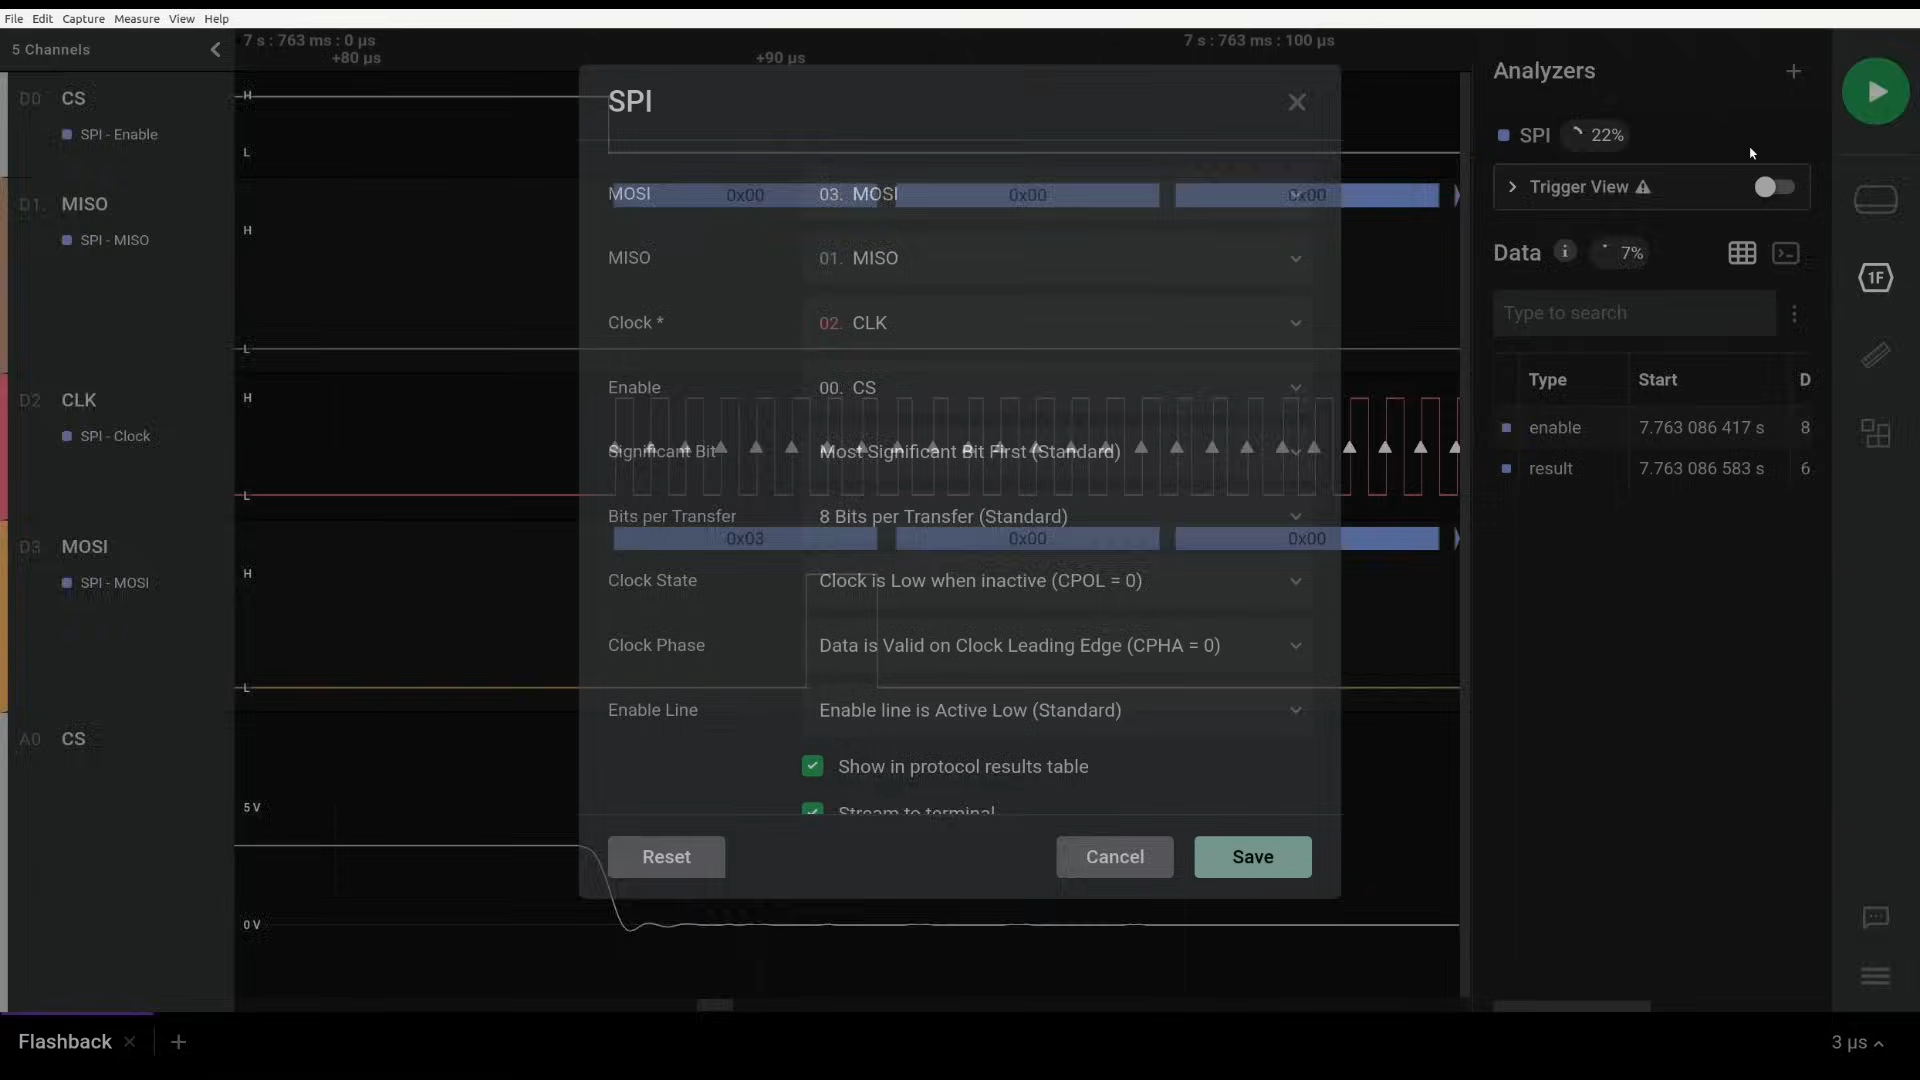 File Edit Capture Measure View Help
5 Channels
7 s : 763 ms : 0 µs
7 s : 763 ms : 100 µs
+80 µs
+90 µs
D0 CS
SPI - Enable
D1 MISO
SPI - MISO
D2 CLK
SPI - Clock
D3 MOSI
SPI - MOSI
A0 CS
H
L
H
L
H
L
H
L
5 V
0 V
SPI
MOSI 03. MOSI
0x00 0x00 0x00
MISO 01. MISO
Clock * 02. CLK
Enable 00. CS
Significant Bit Most Significant Bit First (Standard)
Bits per Transfer 8 Bits per Transfer (Standard)
0x03 0x00 0x00
Clock State Clock is Low when inactive (CPOL = 0)
Clock Phase Data is Valid on Clock Leading Edge (CPHA = 0)
Enable Line Enable line is Active Low (Standard)
Show in protocol results table
Stream to terminal
Reset Cancel Save
Analyzers
SPI 22%
Trigger View
Data 7%
Type to search
Type Start D
enable 7.763 086 417 s 8
result 7.763 086 583 s 6
1F
Flashback
3 µs